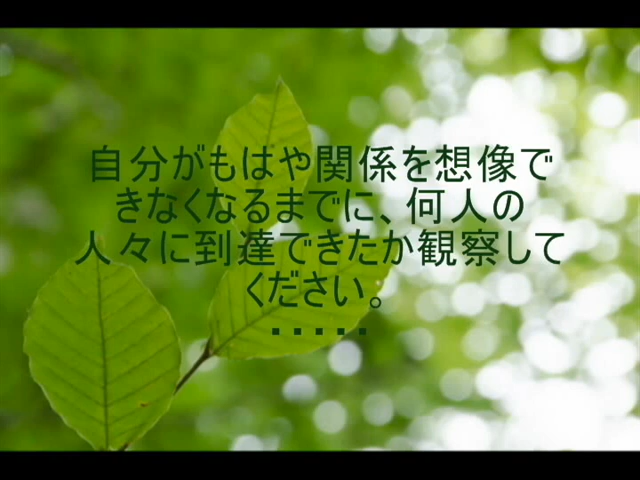 自分がもはや関係を想像で
きなくなるまでに、何人の
人々に到達できたか観察して
ください。
・・・・・